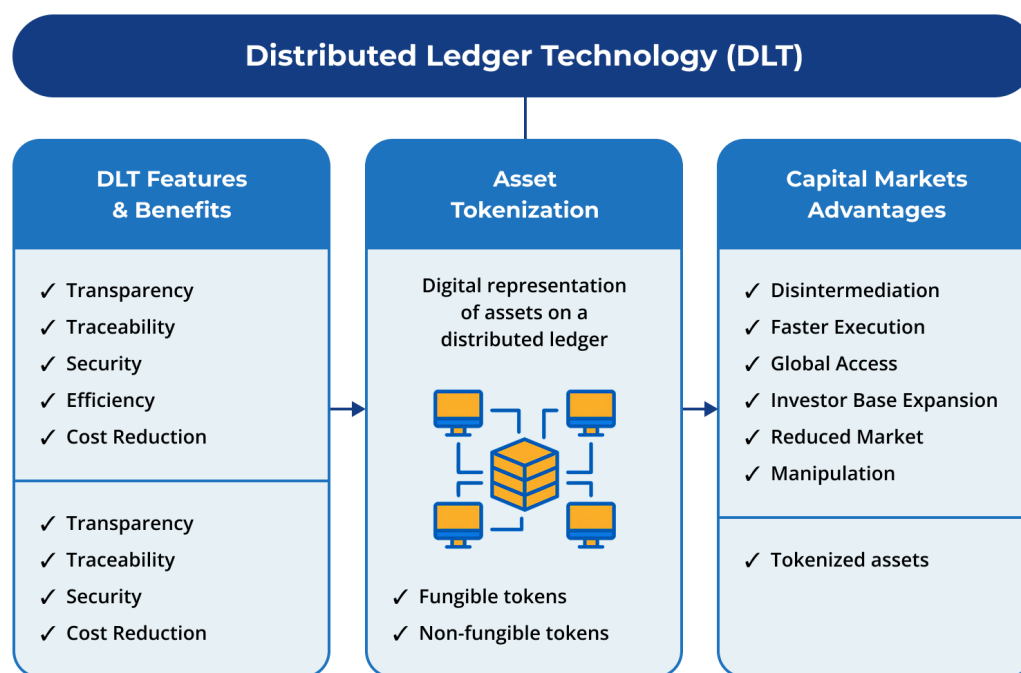 Distributed Ledger Technology (DLT)
DLT Features
& Benefits
✓ Transparency
✓ Traceability
✓ Security
✓ Efficiency
✓ Cost Reduction
✓ Transparency
✓ Traceability
✓ Security
✓ Cost Reduction
Asset
Tokenization
Digital representation
of assets on a
distributed ledger
✓ Fungible tokens
✓ Non-fungible tokens
Capital Markets
Advantages
✓ Disintermediation
✓ Faster Execution
✓ Global Access
✓ Investor Base Expansion
✓ Reduced Market
✓ Manipulation
✓ Tokenized assets